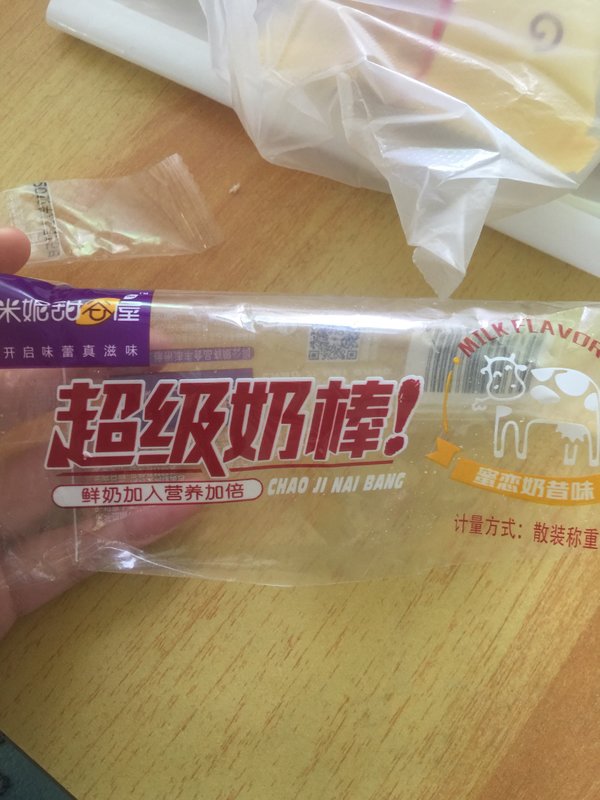 米妮甜谷屋
开启味蕾真滋味
超级奶棒!
鲜奶加入营养加倍
CHAO JI NAI BANG
MILK FLAVOR
蜜恋奶昔味
计量方式：散装称重
G